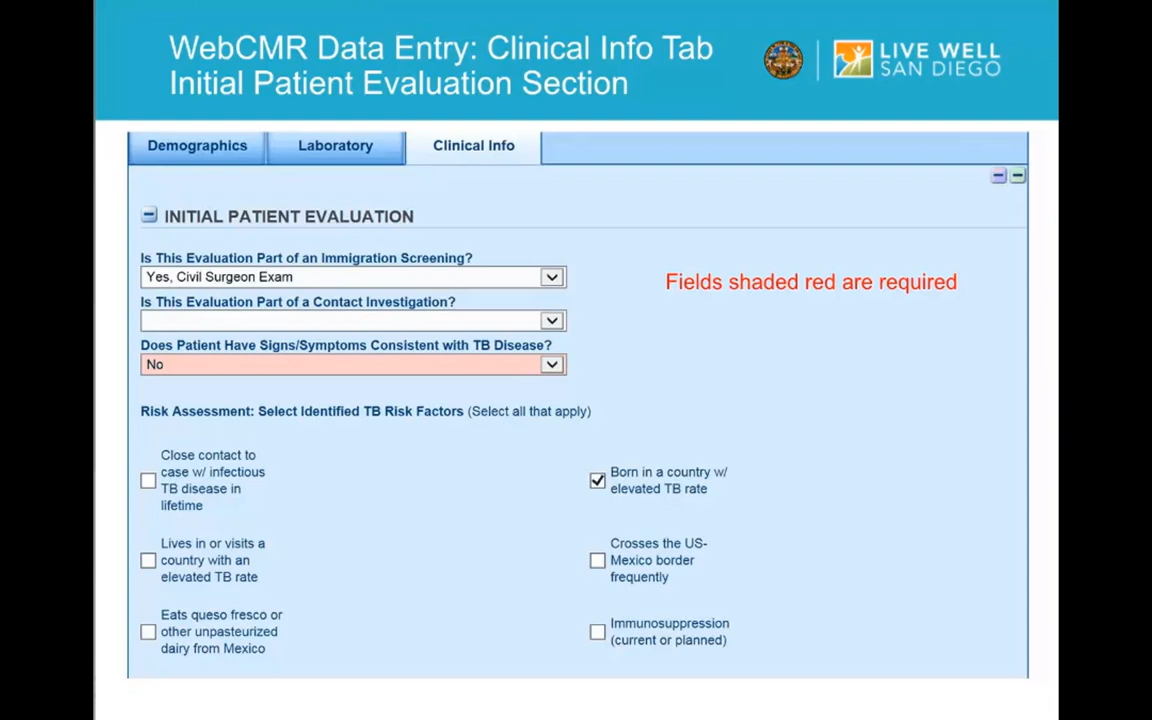 WebCMR Data Entry: Clinical Info Tab
Initial Patient Evaluation Section
LIVE WELL
SAN DIEGO
Demographics
Laboratory
Clinical Info
INITIAL PATIENT EVALUATION
Is This Evaluation Part of an Immigration Screening?
Yes, Civil Surgeon Exam
Fields shaded red are required
Is This Evaluation Part of a Contact Investigation?
Does Patient Have Signs/Symptoms Consistent with TB Disease?
No
Risk Assessment: Select Identified TB Risk Factors (Select all that apply)
Close contact to
case w/ infectious
TB disease in
lifetime
Born in a country w/
elevated TB rate
Lives in or visits a
country with an
elevated TB rate
Crosses the US-
Mexico border
frequently
Eats queso fresco or
other unpasteurized
dairy from Mexico
Immunosuppression
(current or planned)